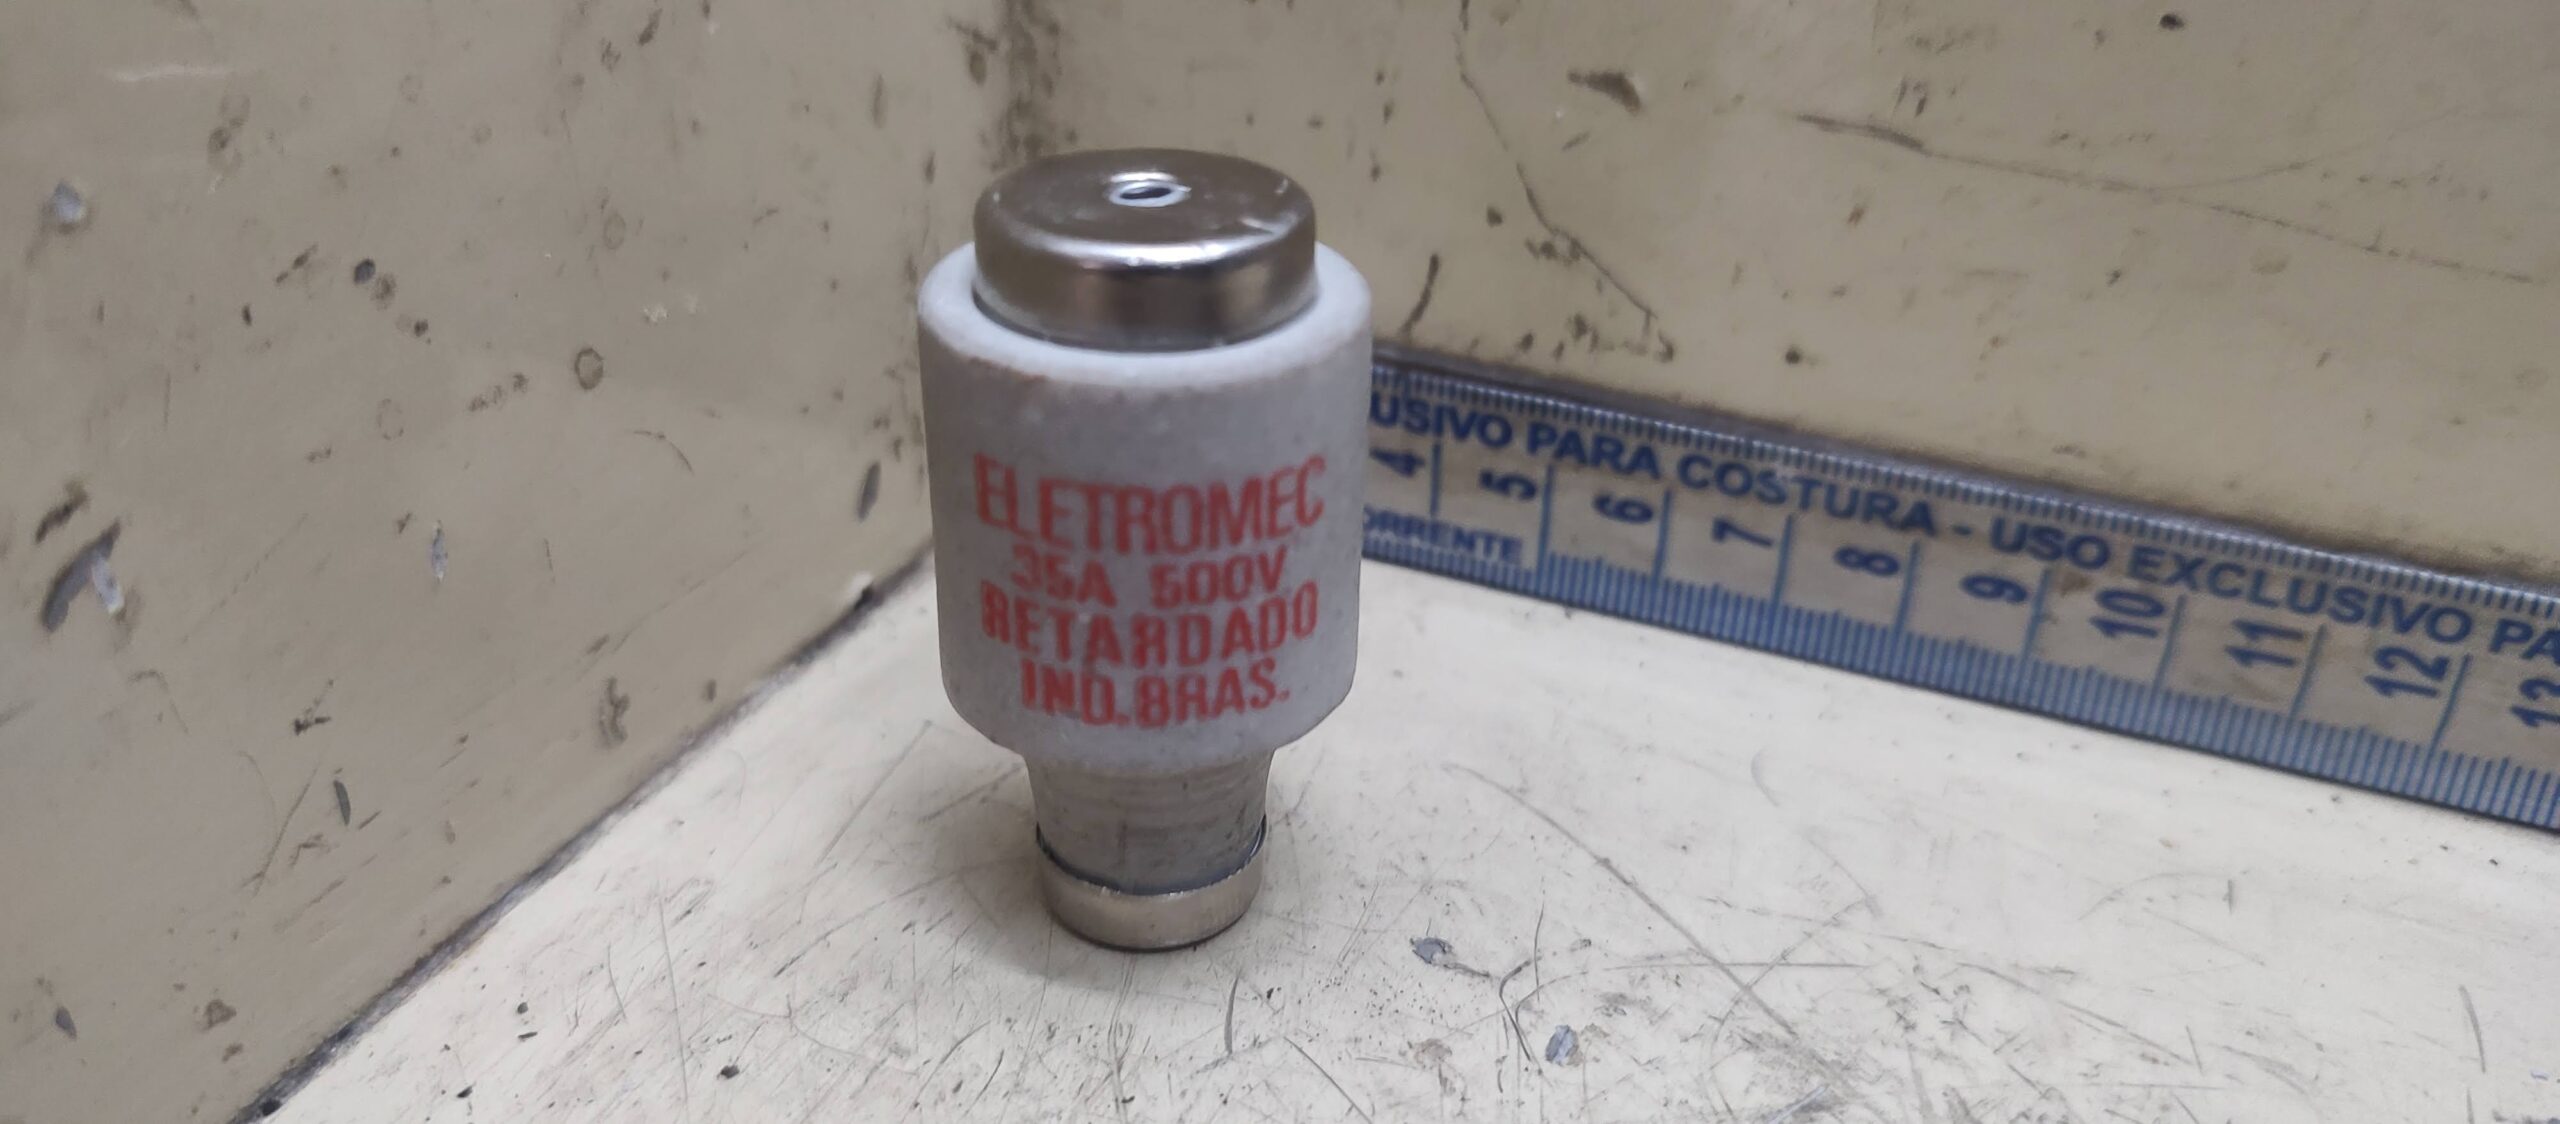 ELETROMEC
35A 500V
RETARDADO
IND.BRAS.
USIVO PARA COSTURA - USO EXCLUSIVO PA
4 5 6 7 8 9 10 11 12 13
ORRENTE